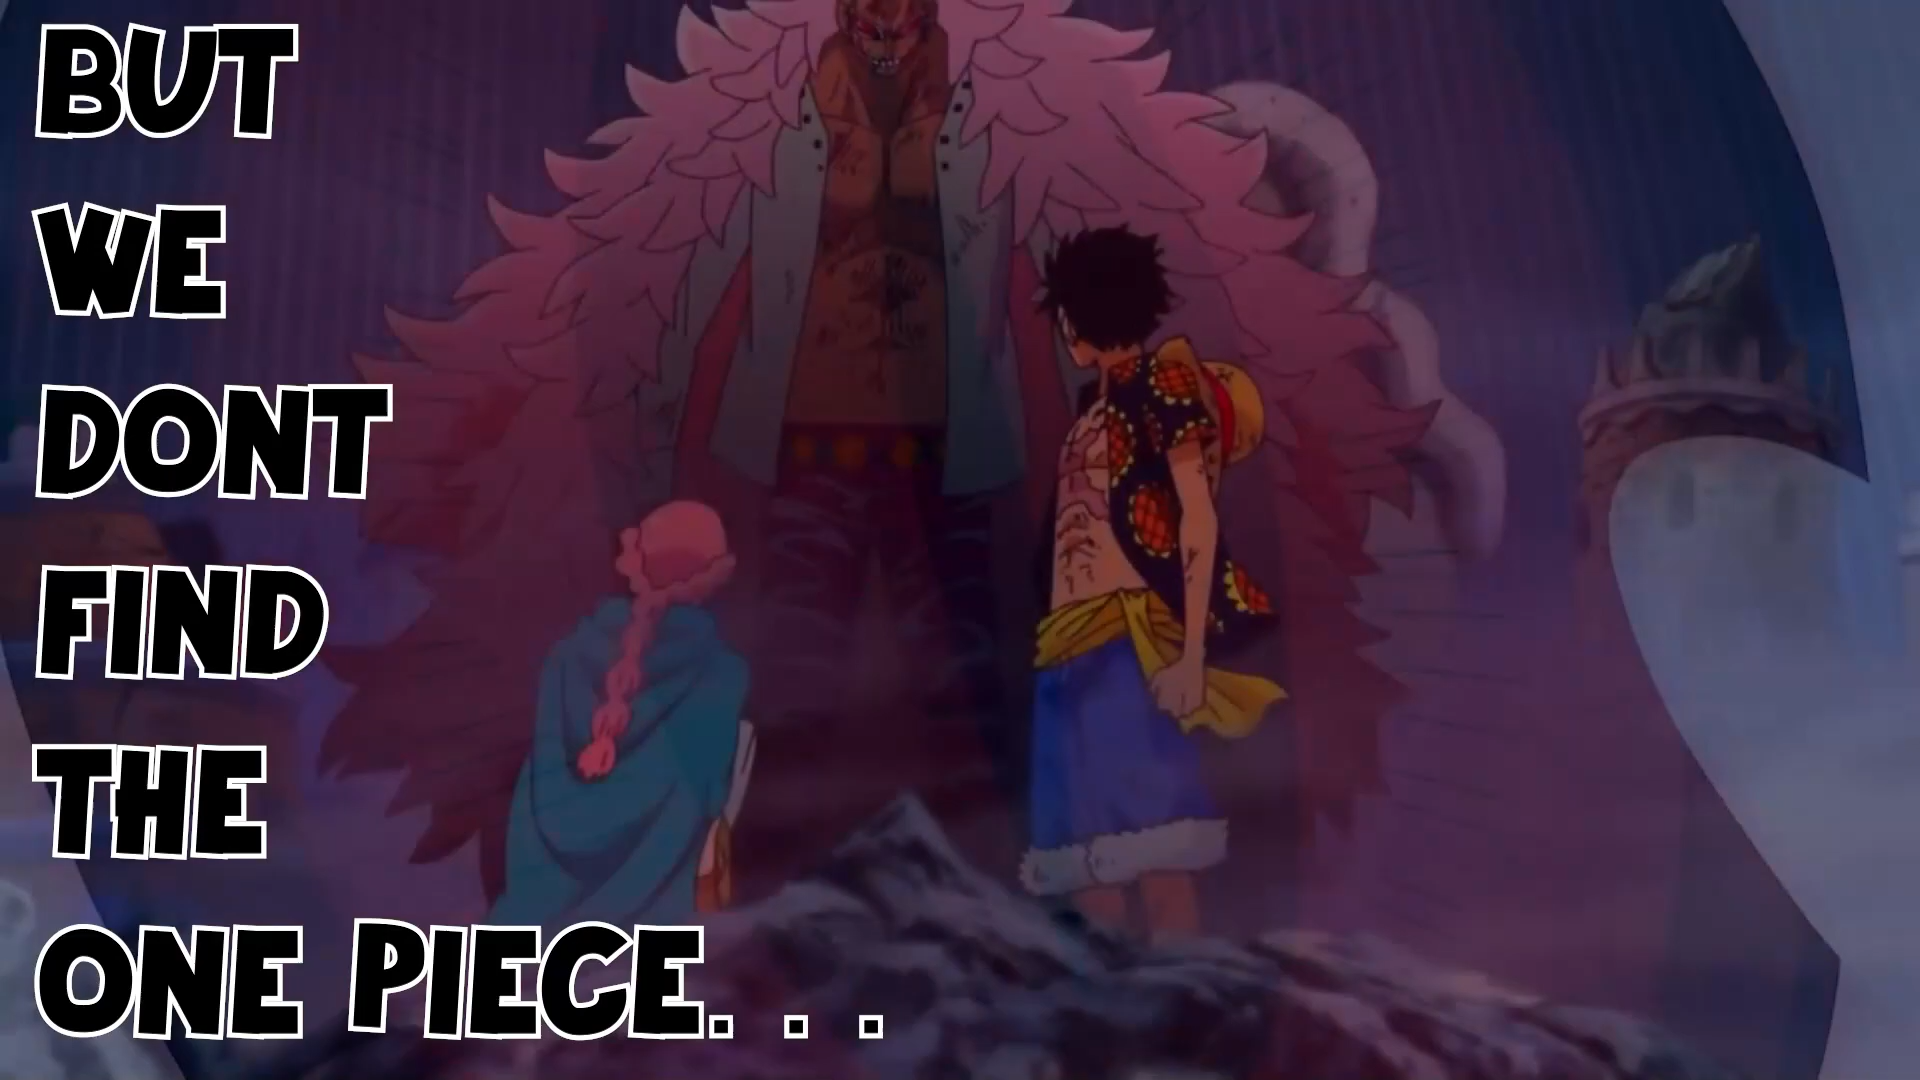 BUT
WE
DONT
FIND
THE
ONE PIECE. . .